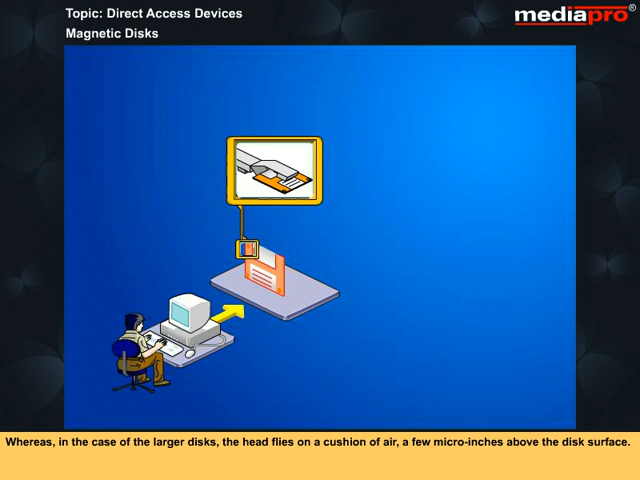 Topic: Direct Access Devices
Magnetic Disks
mediapro®
Whereas, in the case of the larger disks, the head flies on a cushion of air, a few micro-inches above the disk surface.